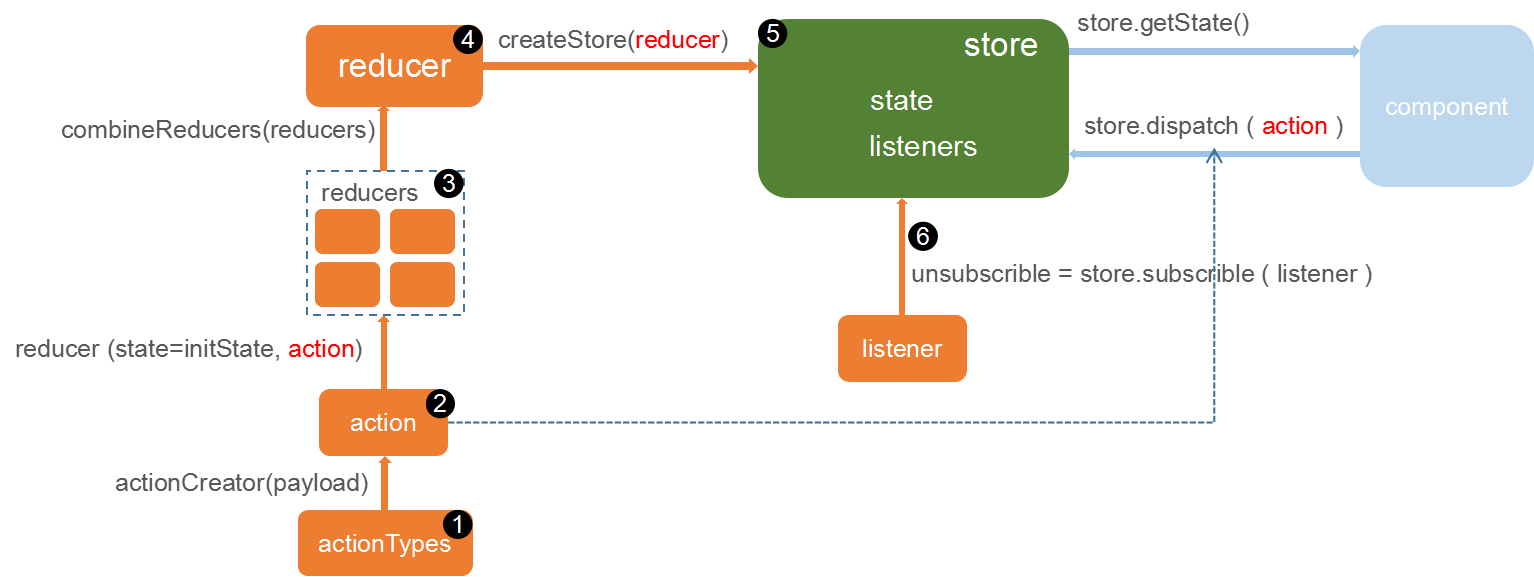 4
reducer
createStore(reducer)
5
store
state
listeners
store.getState()
component
store.dispatch ( action )
combineReducers(reducers)
3
reducers
6
unsubscrible = store.subscrible ( listener )
listener
reducer (state=initState, action)
2
action
actionCreator(payload)
1
actionTypes